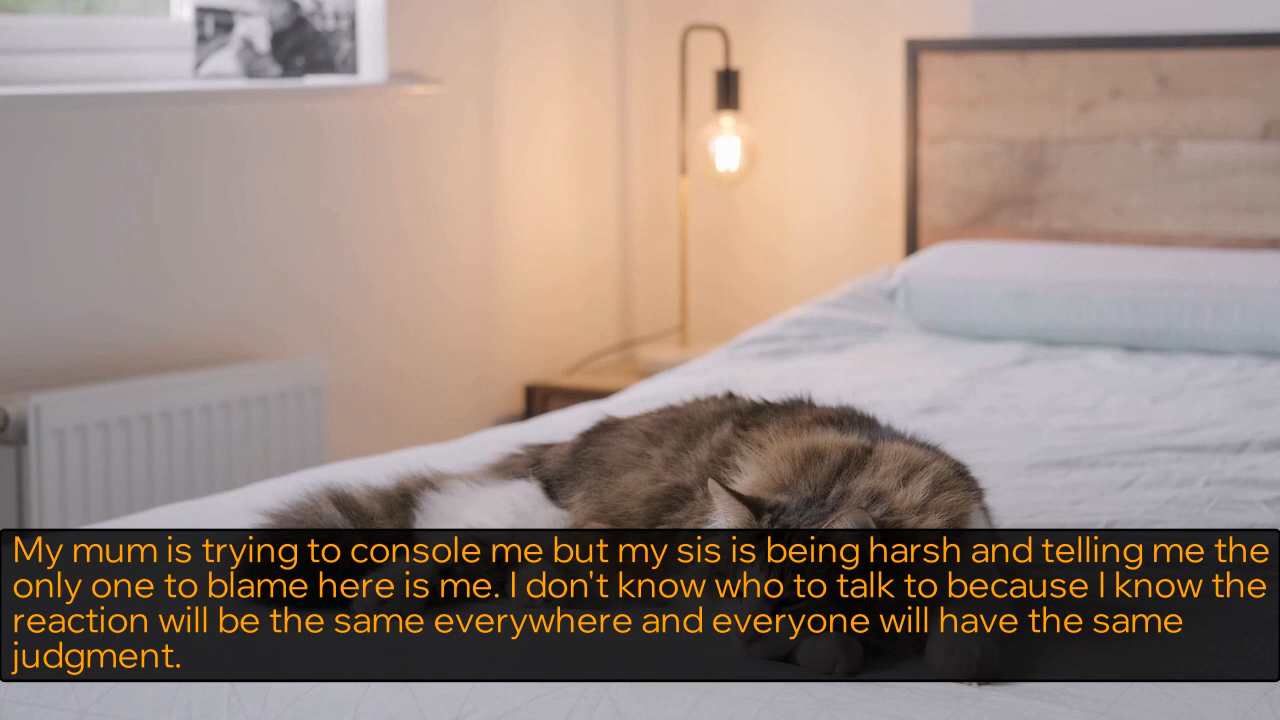 My mum is trying to console me but my sis is being harsh and telling me the
only one to blame here is me. I don't know who to talk to because I know the
reaction will be the same everywhere and everyone will have the same
judgment.